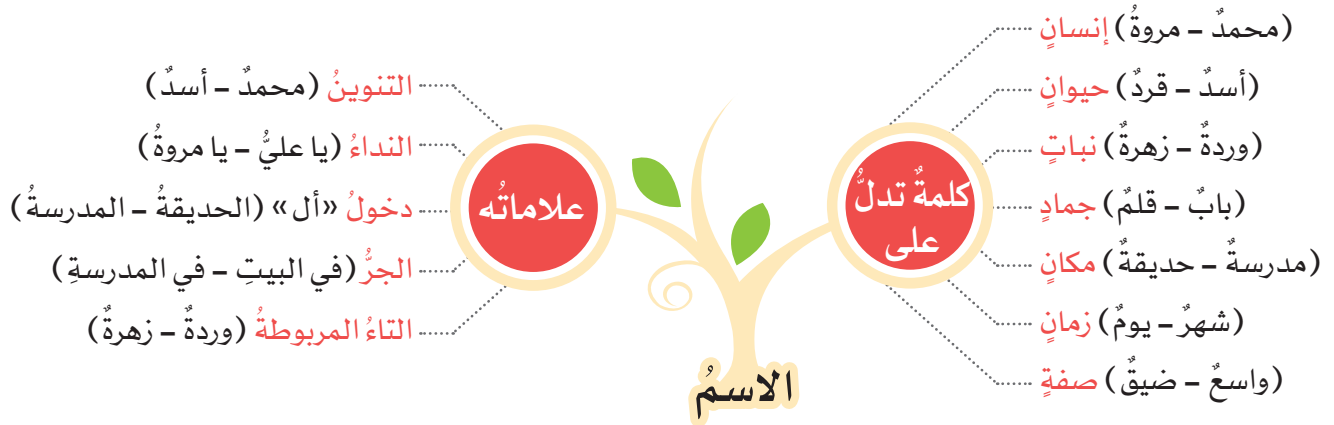 كلمةٌ تدلُّ
على
إنسانٍ (محمدٌ – مروةُ)
حيوانٍ (أسدٌ – قردٌ)
نباتٍ (وردةٌ – زهرةٌ)
جمادٍ (بابٌ – قلمٌ)
مكانٍ (مدرسةٌ – حديقةٌ)
زمانٍ (شهرٌ – يومٌ)
صفةٍ (واسعٌ – ضيقٌ)
علاماتُه
التنوينُ (محمدٌ – أسدٌ)
النداءُ (يا عليُّ – يا مروةُ)
دخولُ «أل» (الحديقةُ – المدرسةُ)
الجرُّ (في البيتِ – في المدرسةِ)
التاءُ المربوطةُ (وردةٌ – زهرةٌ)
الاسمُ